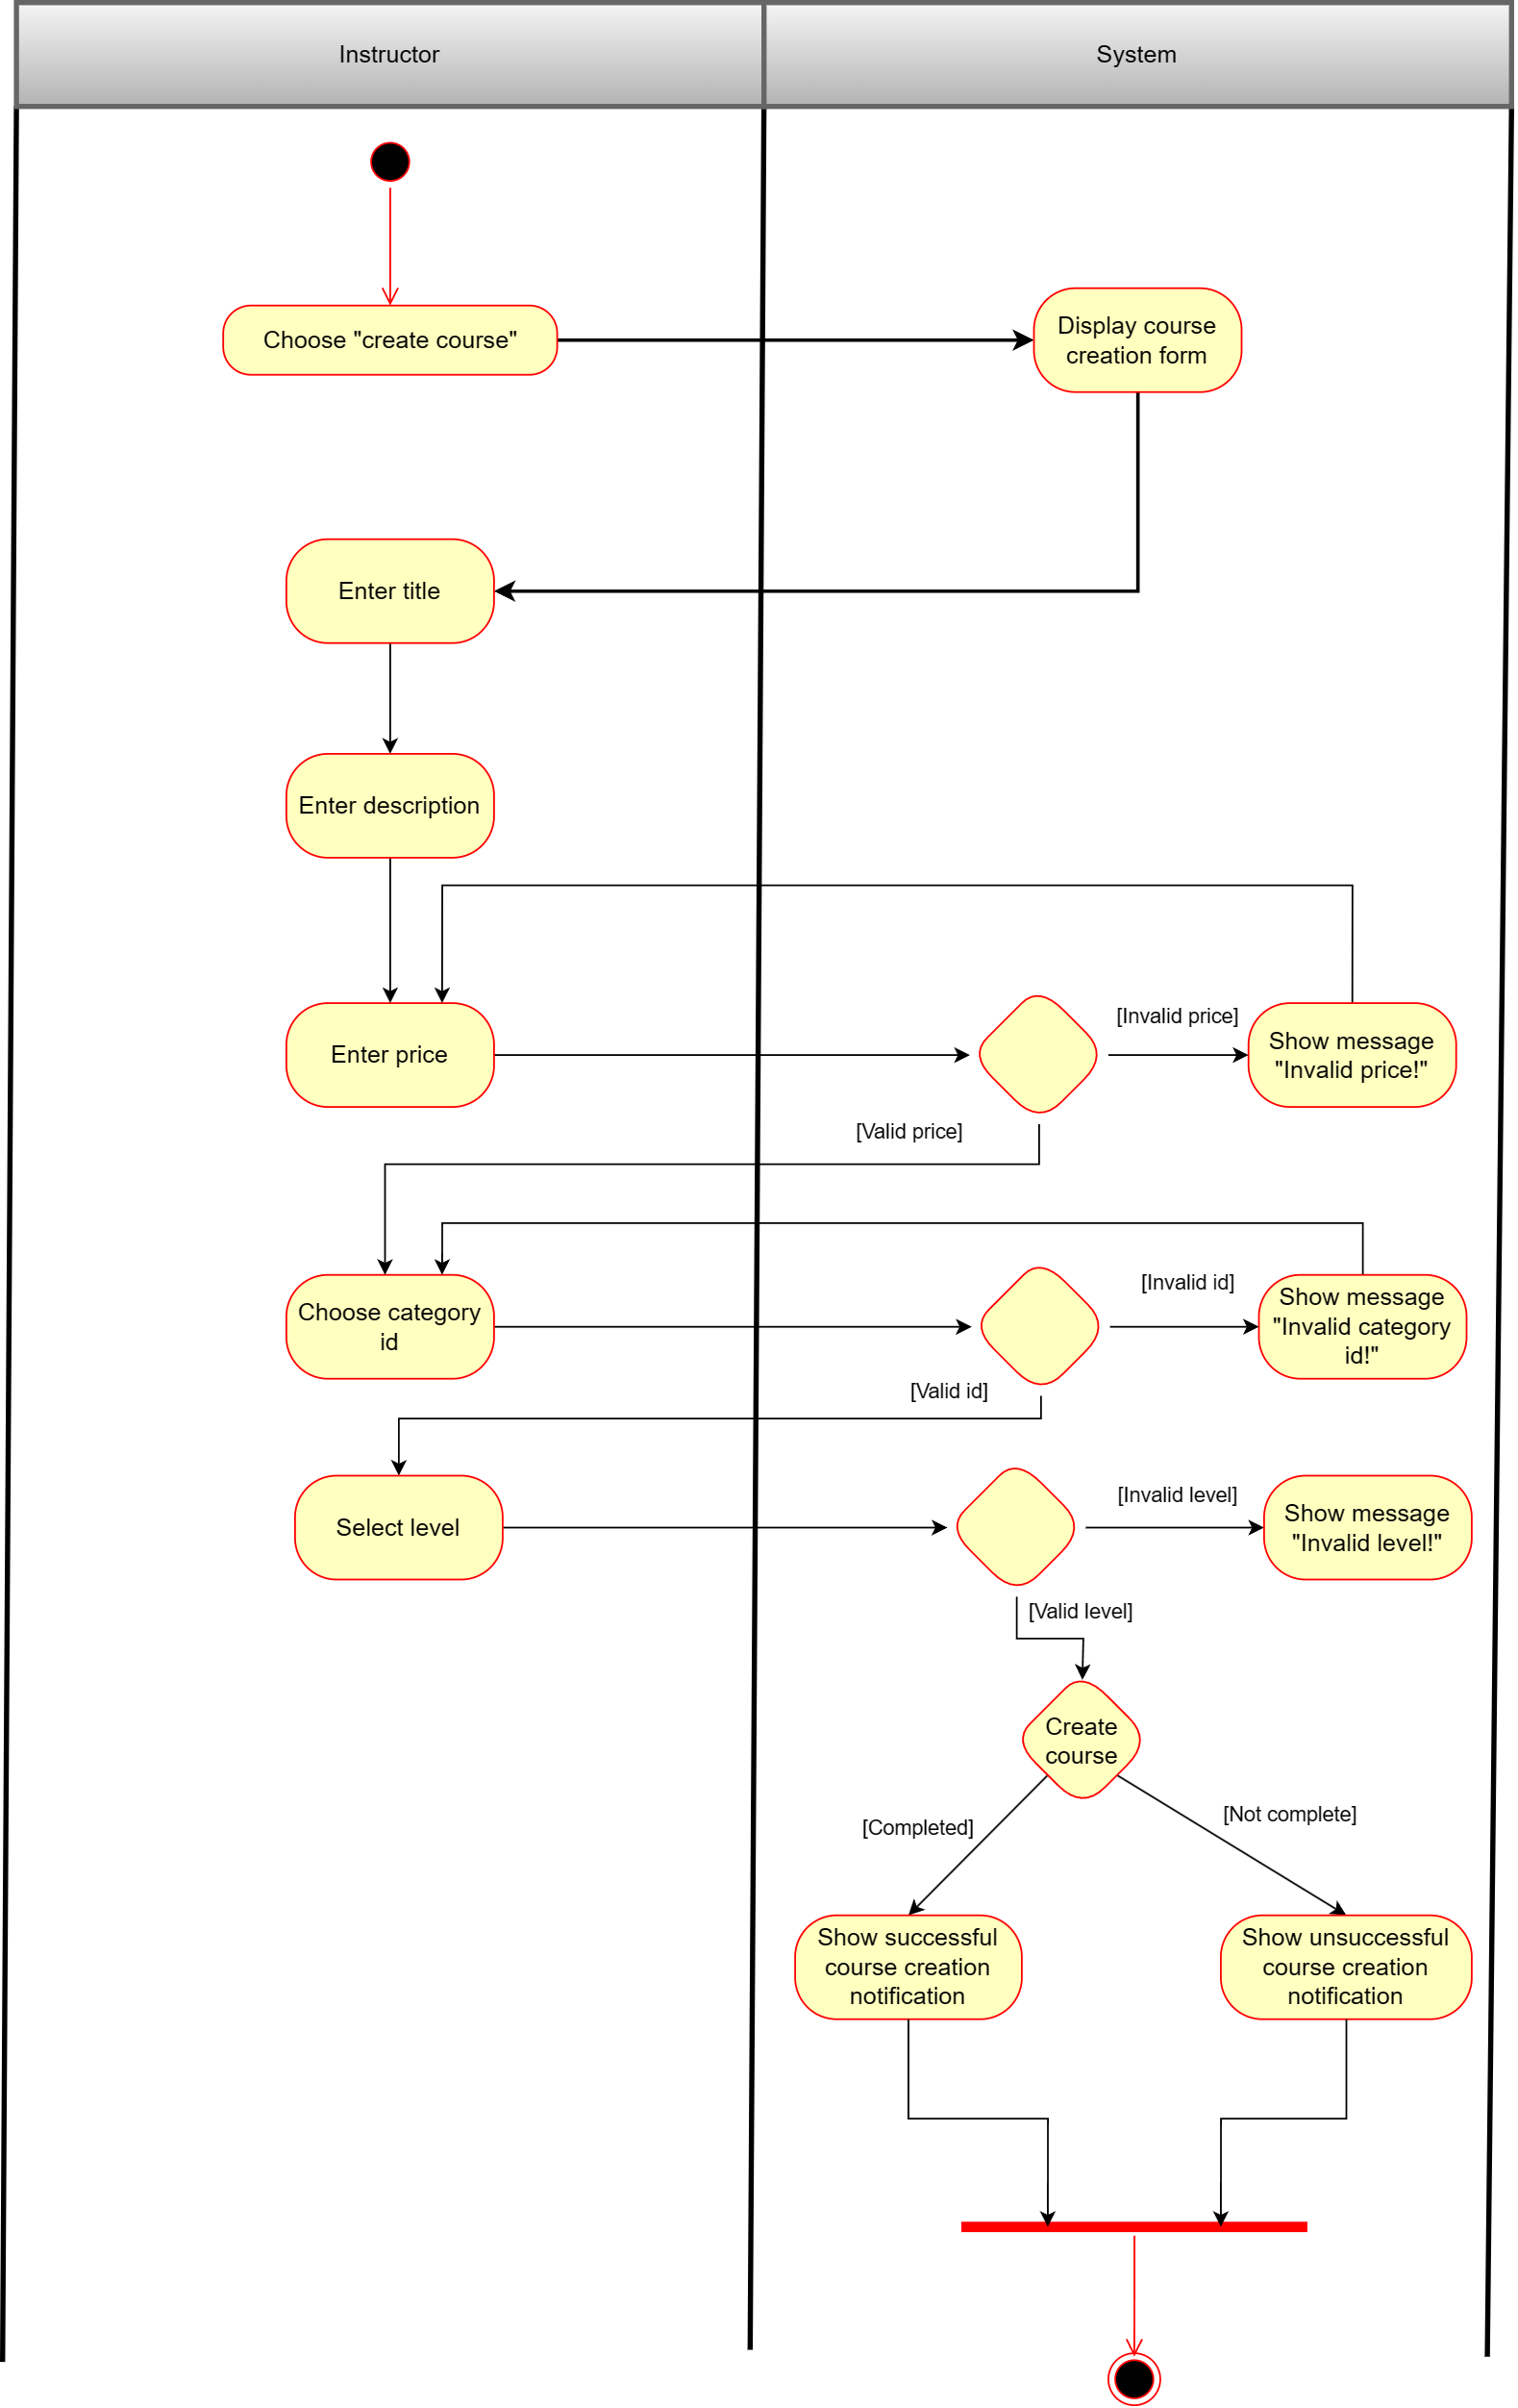 Instructor
System
Choose "create course"
Display course
creation form
Enter title
Enter description
Enter price
[Invalid price]
Show message
"Invalid price!"
[Valid price]
Choose category
id
[Invalid id]
Show message
"Invalid category
id!"
[Valid id]
Select level
[Invalid level]
Show message
"Invalid level!"
[Valid level]
Create
course
[Completed]
[Not complete]
Show successful
course creation
notification
Show unsuccessful
course creation
notification